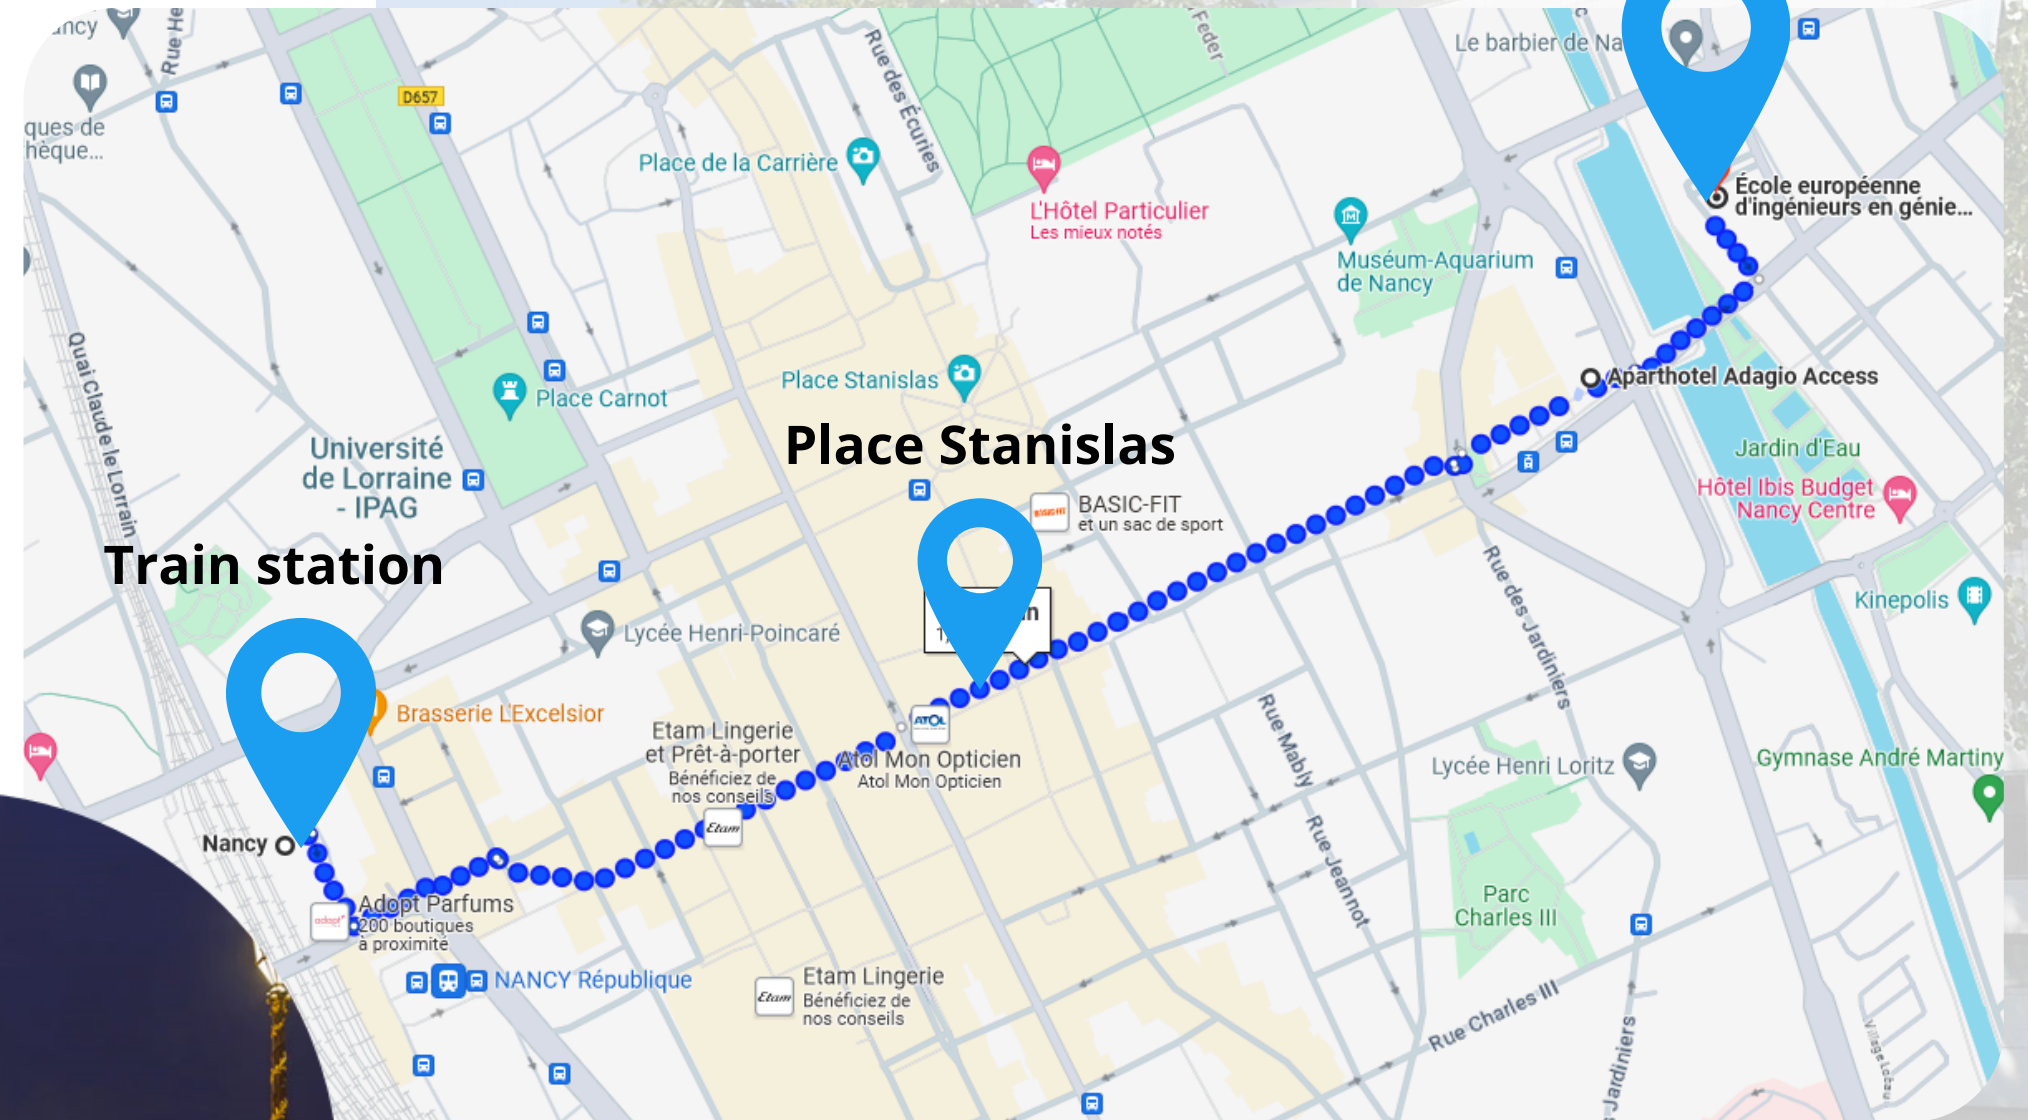 Rue He
D657
Rue des Écuries
Feder
Le barbier de Na
ques de
hèque...
Place de la Carrière
L'Hôtel Particulier
Les mieux notés
École européenne
d'ingénieurs en génie...
Muséum-Aquarium
de Nancy
Quai Claude le Lorrain
Place Stanislas
Place Carnot
Aparthotel Adagio Access
Place Stanislas
Université
de Lorraine
- IPAG
Jardin d'Eau
Hôtel Ibis Budget
Nancy Centre
BASIC-FIT
BASIC-FIT
et un sac de sport
Train station
Rue des Jardiniers
Kinepolis
Lycée Henri-Poincaré
Brasserie L'Excelsior
Etam Lingerie
et Prêt-à-porter
Bénéficiez de
nos conseils
Etam
ATOL
Atol Mon Opticien
Atol Mon Opticien
Rue Mably
Lycée Henri Loritz
Gymnase André Martiny
Nancy
Rue Jeannot
adopt'
Adopt Parfums
200 boutiques
à proximité
Parc
Charles III
NANCY République
Etam
Etam Lingerie
Bénéficiez de
nos conseils
Rue Charles III
Jardiniers